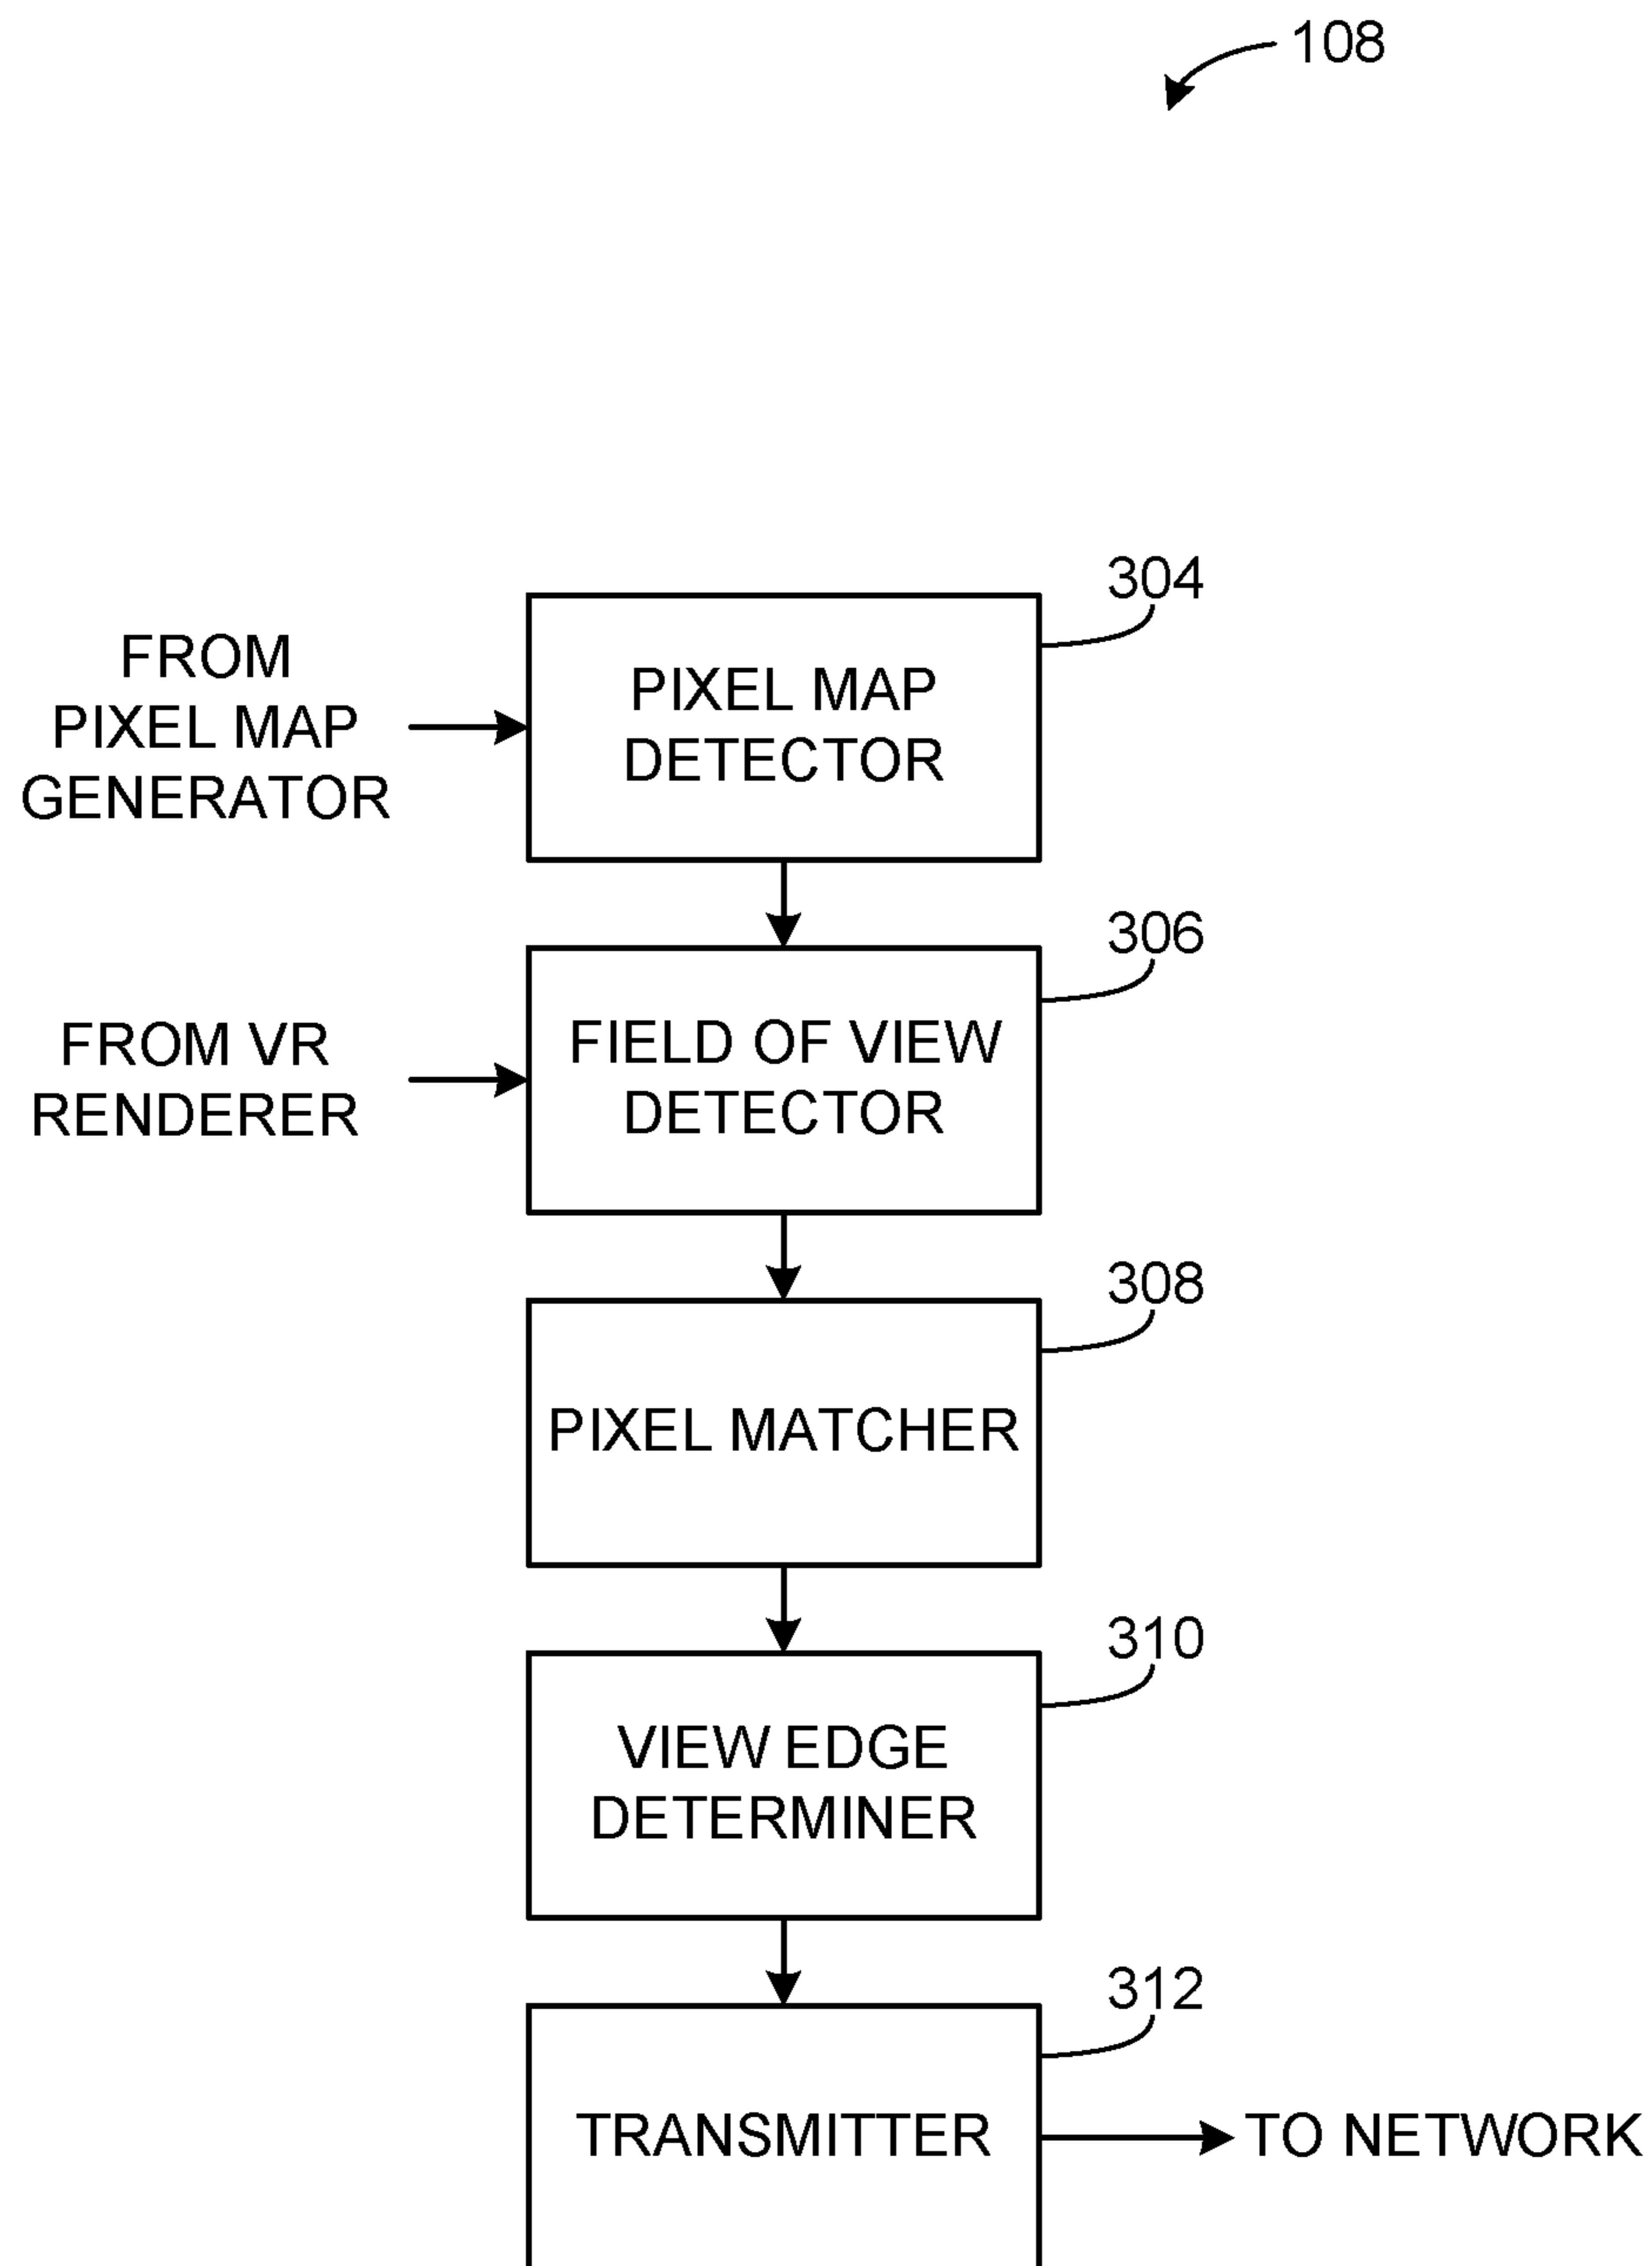 108
304
FROM
PIXEL MAP
GENERATOR
PIXEL MAP
DETECTOR
306
FROM VR
RENDERER
FIELD OF VIEW
DETECTOR
308
PIXEL MATCHER
310
VIEW EDGE
DETERMINER
312
TRANSMITTER
TO NETWORK